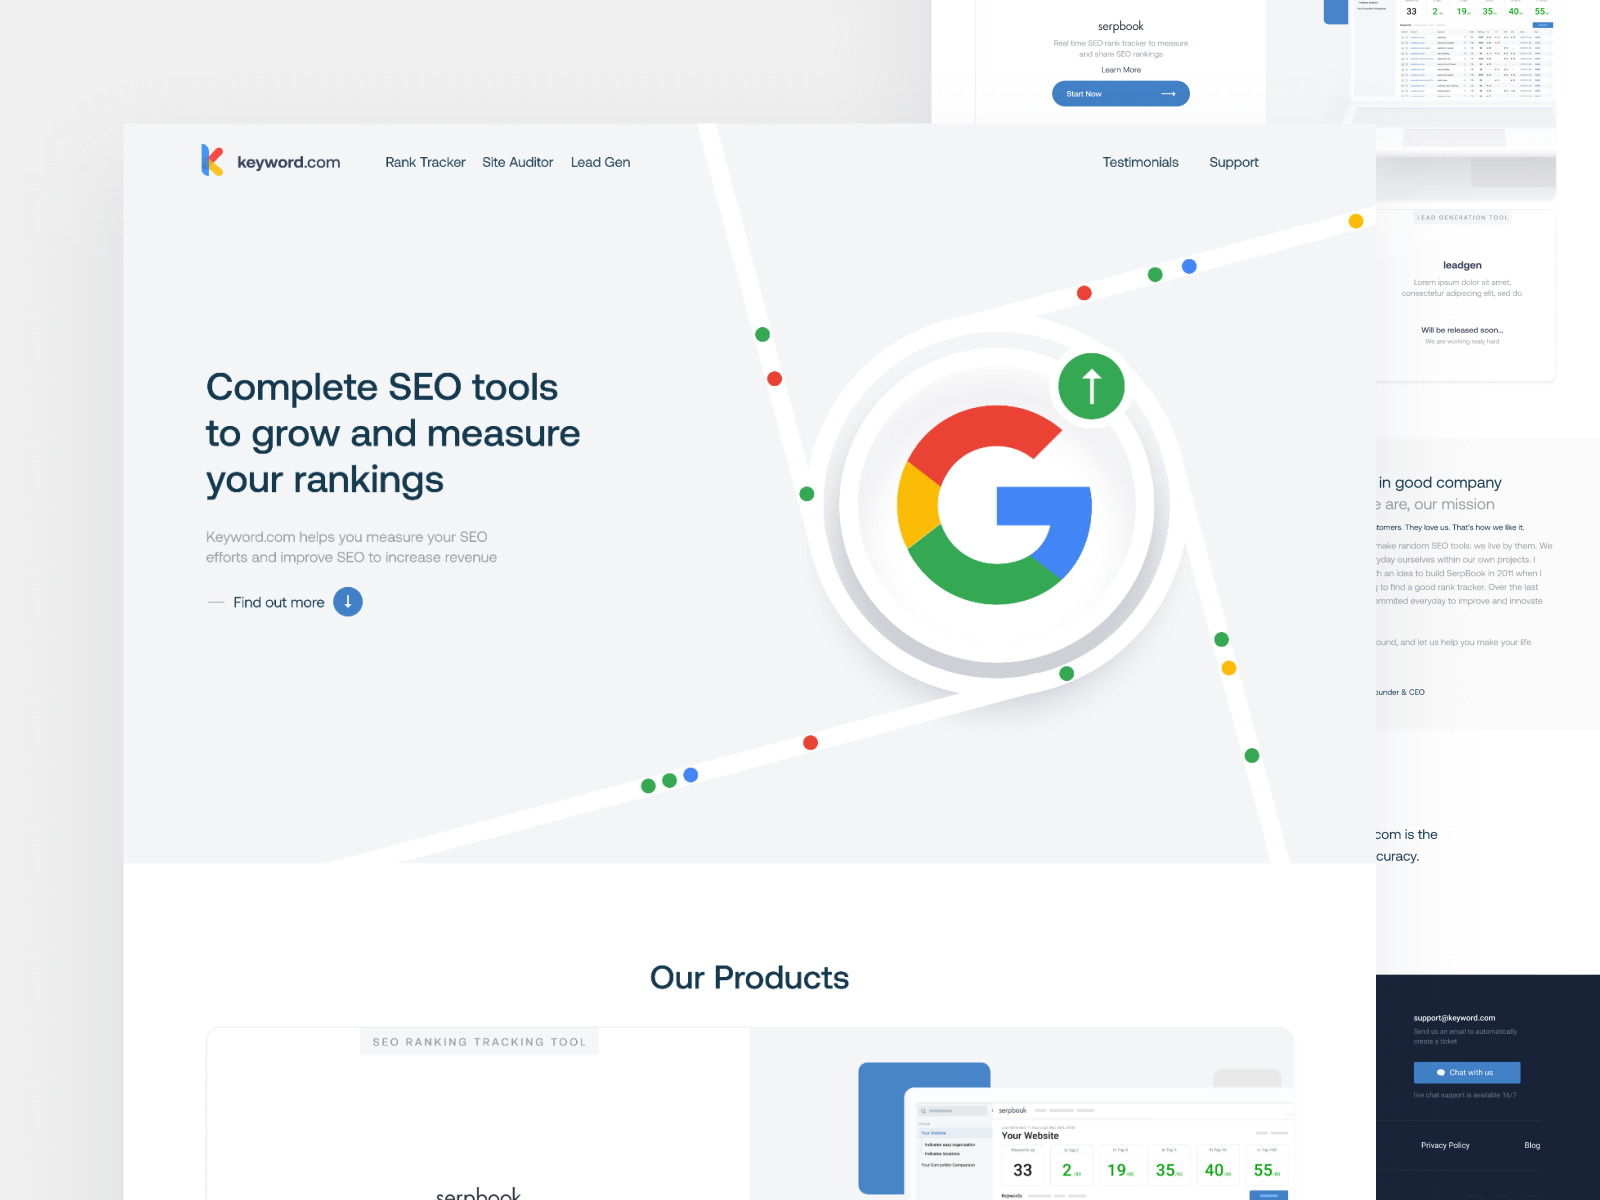 keyword.com
Rank Tracker
Site Auditor
Lead Gen
Testimonials
Support
Complete SEO tools
to grow and measure
your rankings
Keyword.com helps you measure your SEO
efforts and improve SEO to increase revenue
Find out more
Our Products
SEO RANKING TRACKING TOOL
serpbook
serpbook
Your Website
Your Website
Your Competitor Comparison
33
2
19
35
40
55
Keywords
serpbook
Real time SEO rank tracker to measure
and share SEO rankings
Learn More
Start Now
33
2
19
35
40
55
LEAD GENERATION TOOL
leadgen
Lorem ipsum dolor sit amet,
consectetur adipiscing elit, sed do.
Will be released soon...
We are working realy hard
in good company
are, our mission
They love us. That's how we like it.
make random SEO tools: we live by them. We
ourselves within our own projects. I
an idea to build SerpBook in 2011 when I
to find a good rank tracker. Over the last
everyday to improve and innovate
and let us help you make your life
& CEO
com is the
support@keyword.com
Send us an email to automatically
create a ticket
Chat with us
live chat support is available 16/7
Privacy Policy
Blog